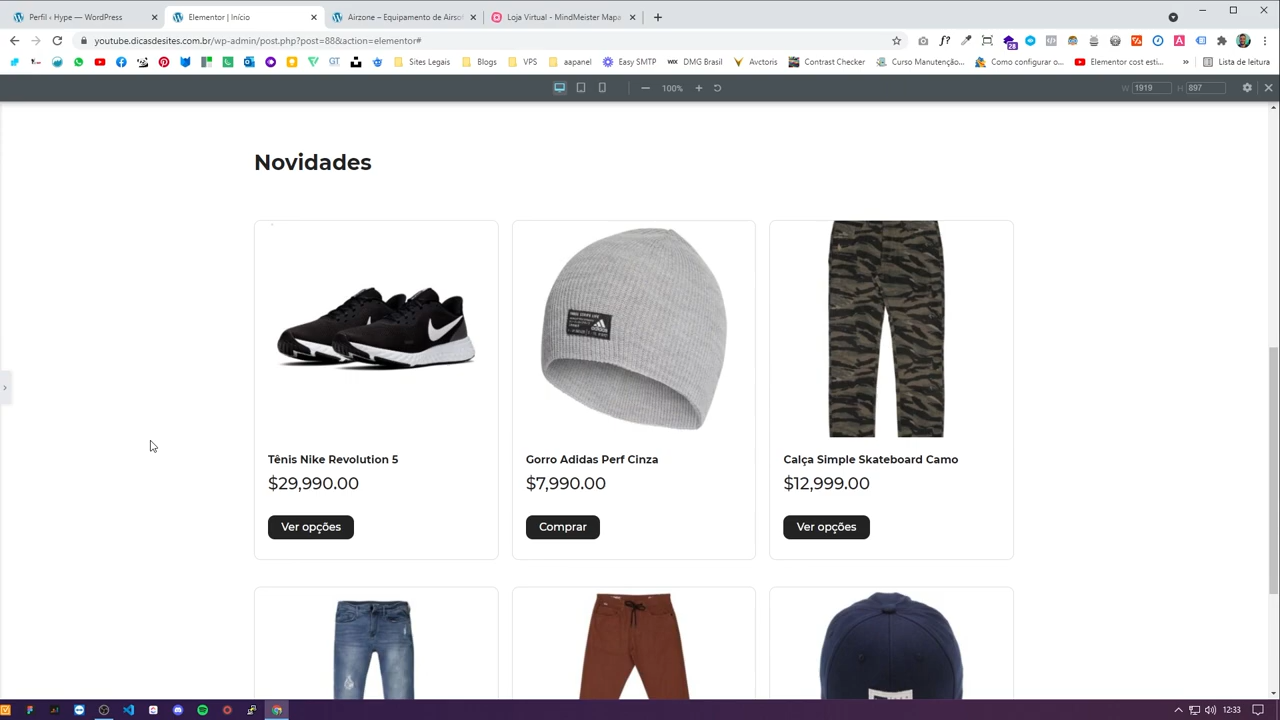 Perfil ‹ Hype — WordPress
Elementor | Início
Airzone – Equipamento de Airsof
Loja Virtual - MindMeister Mapa
youtube.dicasdesites.com.br/wp-admin/post.php?post=88&action=elementor#
28
GT
Sites Legais
Blogs
VPS
aapanel
Easy SMTP
WIX
DMG Brasil
Avctoris
Contrast Checker
Curso Manutenção...
Como configurar o...
Elementor cost esti...
»
Lista de leitura
100%
W 1919
H 897
Novidades
Tênis Nike Revolution 5
$29,990.00
Ver opções
Gorro Adidas Perf Cinza
$7,990.00
Comprar
Calça Simple Skateboard Camo
$12,999.00
Ver opções
12:33